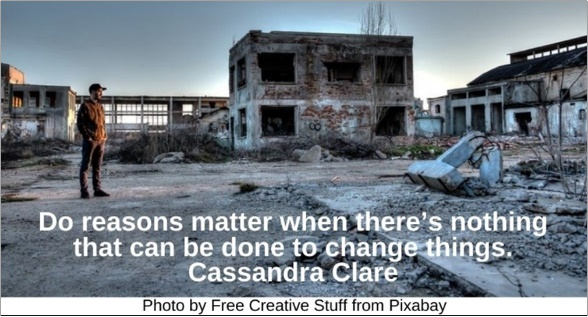 Do reasons matter when there’s nothing
that can be done to change things.
Cassandra Clare
Photo by Free Creative Stuff from Pixabay